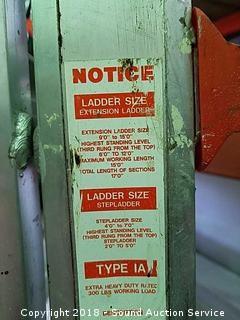 NOTICE
LADDER SIZE
EXTENSION LADDER
EXTENSION LADDER SIZE
9'0" to 15'0"
HIGHEST STANDING LEVEL
(THIRD RUNG FROM THE TOP)
6'0" TO 12'0"
MAXIMUM WORKING LENGTH
15'0"
TOTAL LENGTH OF SECTIONS
17'0"
LADDER SIZE
STEPLADDER
STEPLADDER SIZE
4'0" to 7'0"
HIGHEST STANDING LEVEL
(THIRD RUNG FROM THE TOP)
STEPLADDER
2'0" TO 5'0"
TYPE IA
EXTRA HEAVY DUTY RATED
300 LBS WORKING LOAD
Copyright 2018 - Sound Auction Service